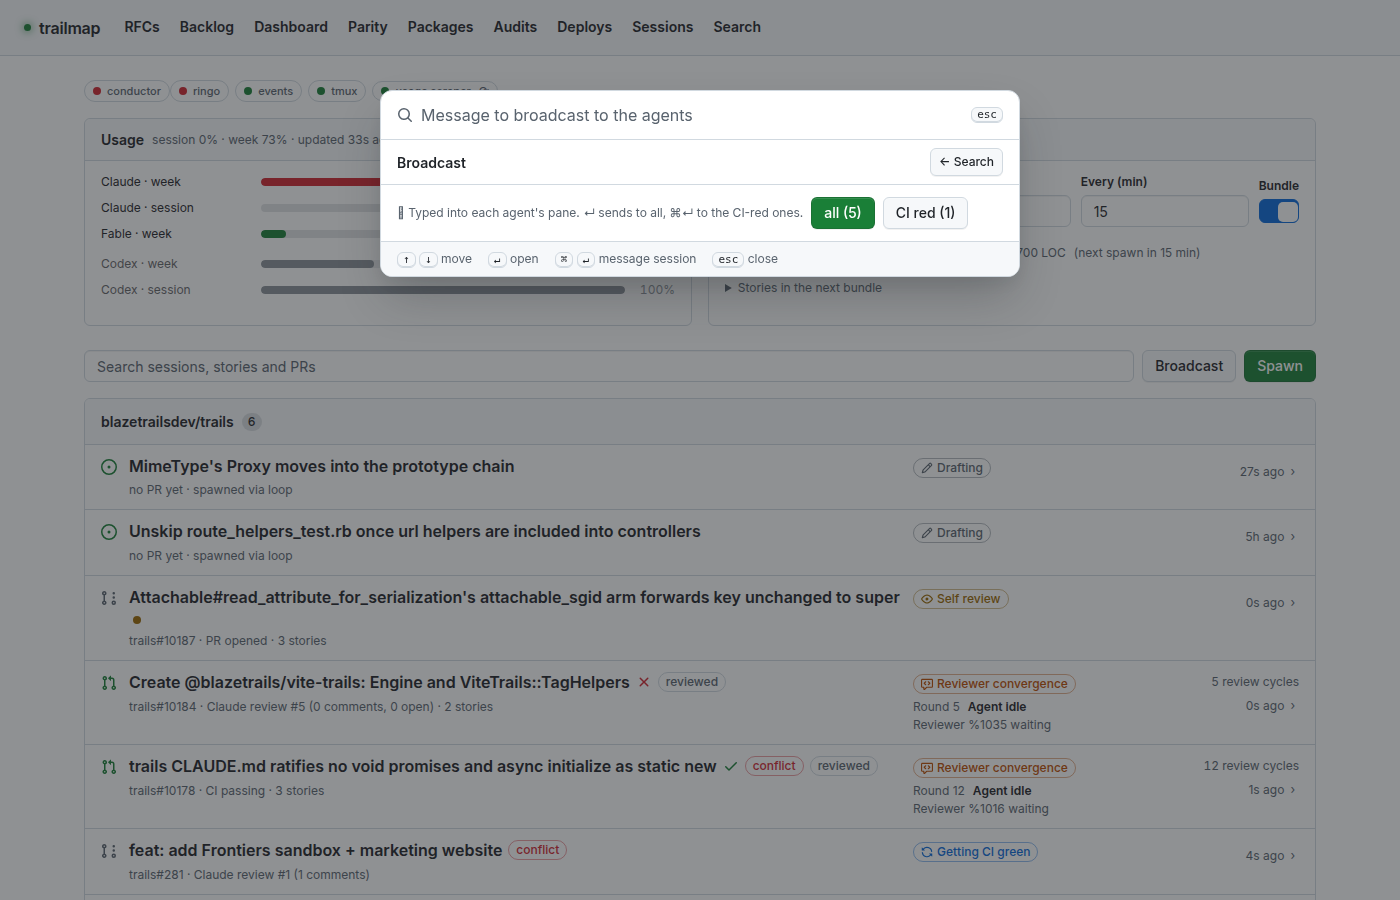 trailmap RFCs Backlog Dashboard Parity Packages Audits Deploys Sessions Search
conductor ringo events tmux
Message to broadcast to the agents esc
Broadcast ← Search
Typed into each agent's pane. ↵ sends to all, ⌘↵ to the CI-red ones. all (5) CI red (1)
↑ ↓ move ↵ open ⌘ ↵ message session esc close
Usage session 0% · week 73% · updated 33s
Claude · week
Claude · session
Fable · week
Codex · week
Codex · session 100%
Every (min) Bundle
15
00 LOC (next spawn in 15 min)
Stories in the next bundle
Search sessions, stories and PRs Broadcast Spawn
blazetrailsdev/trails 6
MimeType's Proxy moves into the prototype chain Drafting 27s ago ›
no PR yet · spawned via loop
Unskip route_helpers_test.rb once url helpers are included into controllers Drafting 5h ago ›
no PR yet · spawned via loop
Attachable#read_attribute_for_serialization's attachable_sgid arm forwards key unchanged to super Self review 0s ago ›
trails#10187 · PR opened · 3 stories
Create @blazetrails/vite-trails: Engine and ViteTrails::TagHelpers reviewed Reviewer convergence 5 review cycles
trails#10184 · Claude review #5 (0 comments, 0 open) · 2 stories Round 5 Agent idle 0s ago ›
Reviewer %1035 waiting
trails CLAUDE.md ratifies no void promises and async initialize as static new conflict reviewed Reviewer convergence 12 review cycles
trails#10178 · CI passing · 3 stories Round 12 Agent idle 1s ago ›
Reviewer %1016 waiting
feat: add Frontiers sandbox + marketing website conflict Getting CI green 4s ago ›
trails#281 · Claude review #1 (1 comments)